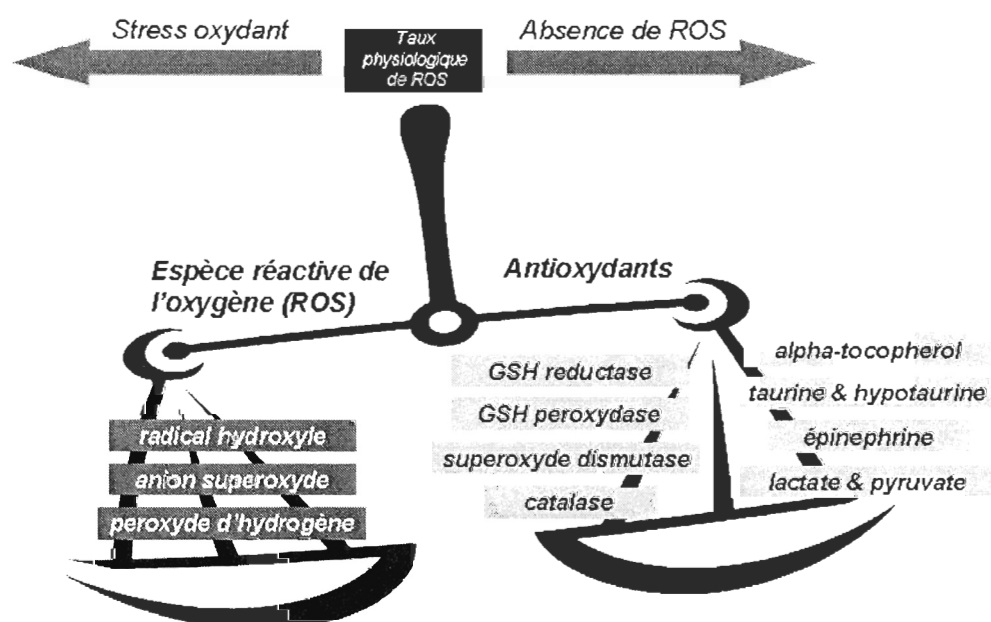 Stress oxydant
Taux
physiologique
de ROS
Absence de ROS
Espèce réactive de
l'oxygène (ROS)
Antioxydants
radical hydroxyle
anion superoxyde
peroxyde d'hydrogène
GSH reductase
GSH peroxydase
superoxyde dismutase
catalase
alpha-tocopherol
taurine & hypotaurine
épinephrine
lactate & pyruvate